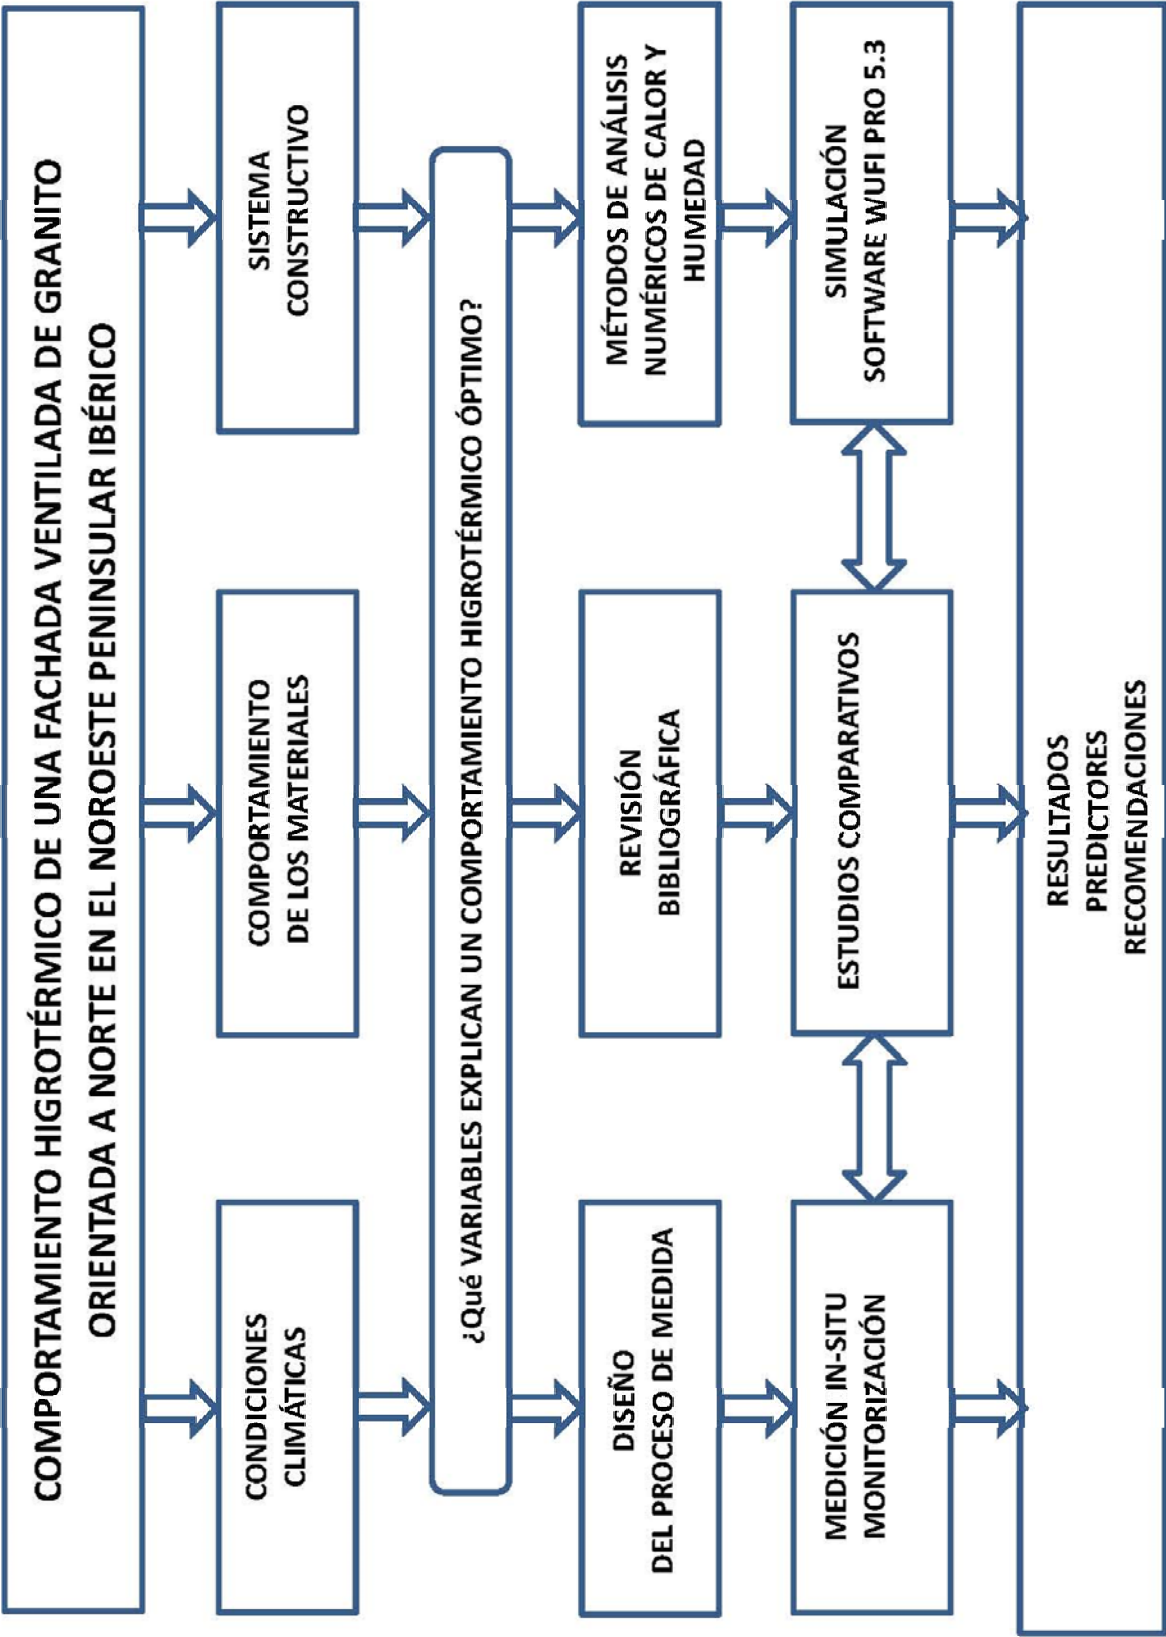 COMPORTAMIENTO HIGROTÉRMICO DE UNA FACHADA VENTILADA DE GRANITO
ORIENTADA A NORTE EN EL NOROESTE PENINSULAR IBÉRICO
CONDICIONES
CLIMÁTICAS
COMPORTAMIENTO
DE LOS MATERIALES
SISTEMA
CONSTRUCTIVO
¿Qué VARIABLES EXPLICAN UN COMPORTAMIENTO HIGROTÉRMICO ÓPTIMO?
DISEÑO
DEL PROCESO DE MEDIDA
REVISIÓN
BIBLIOGRÁFICA
MÉTODOS DE ANÁLISIS
NUMÉRICOS DE CALOR Y
HUMEDAD
MEDICIÓN IN-SITU
MONITORIZACIÓN
ESTUDIOS COMPARATIVOS
SIMULACIÓN
SOFTWARE WUFI PRO 5.3
RESULTADOS
PREDICTORES
RECOMENDACIONES